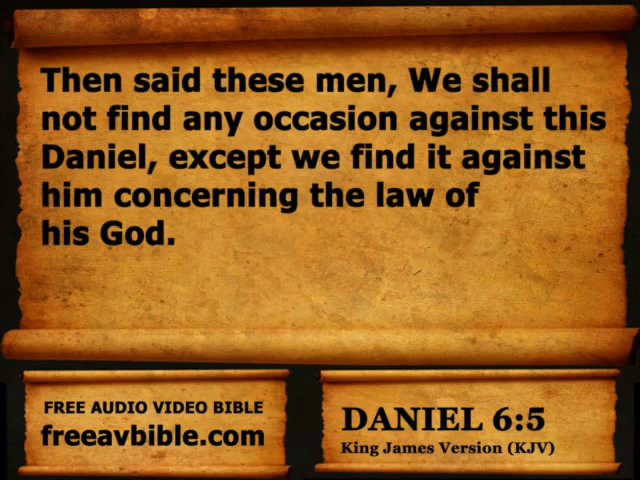 Then said these men, We shall
not find any occasion against this
Daniel, except we find it against
him concerning the law of
his God.
FREE AUDIO VIDEO BIBLE
freeavbible.com
DANIEL 6:5
King James Version (KJV)